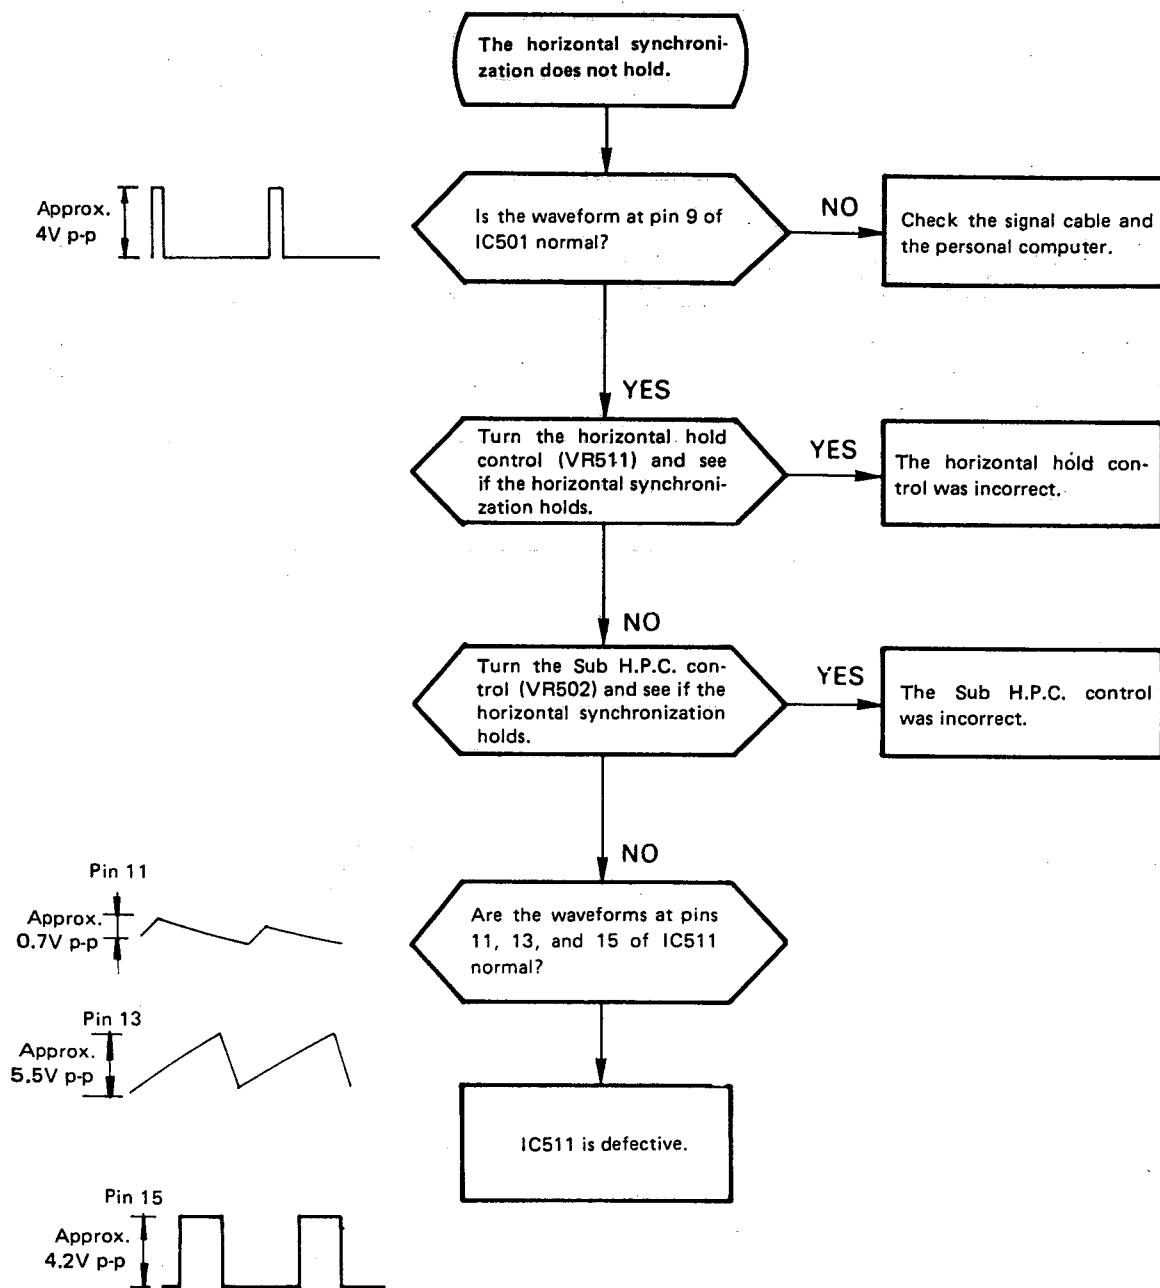 The horizontal synchroni-
zation does not hold.
Approx.
4V p-p
Is the waveform at pin 9 of
IC501 normal?
NO
Check the signal cable and
the personal computer.
YES
Turn the horizontal hold
control (VR511) and see
if the horizontal synchroni-
zation holds.
YES
The horizontal hold con-
trol was incorrect.
NO
Turn the Sub H.P.C. con-
trol (VR502) and see if the
horizontal synchronization
holds.
YES
The Sub H.P.C. control
was incorrect.
NO
Pin 11
Approx.
0.7V p-p
Are the waveforms at pins
11, 13, and 15 of IC511
normal?
Pin 13
Approx.
5.5V p-p
IC511 is defective.
Pin 15
Approx.
4.2V p-p